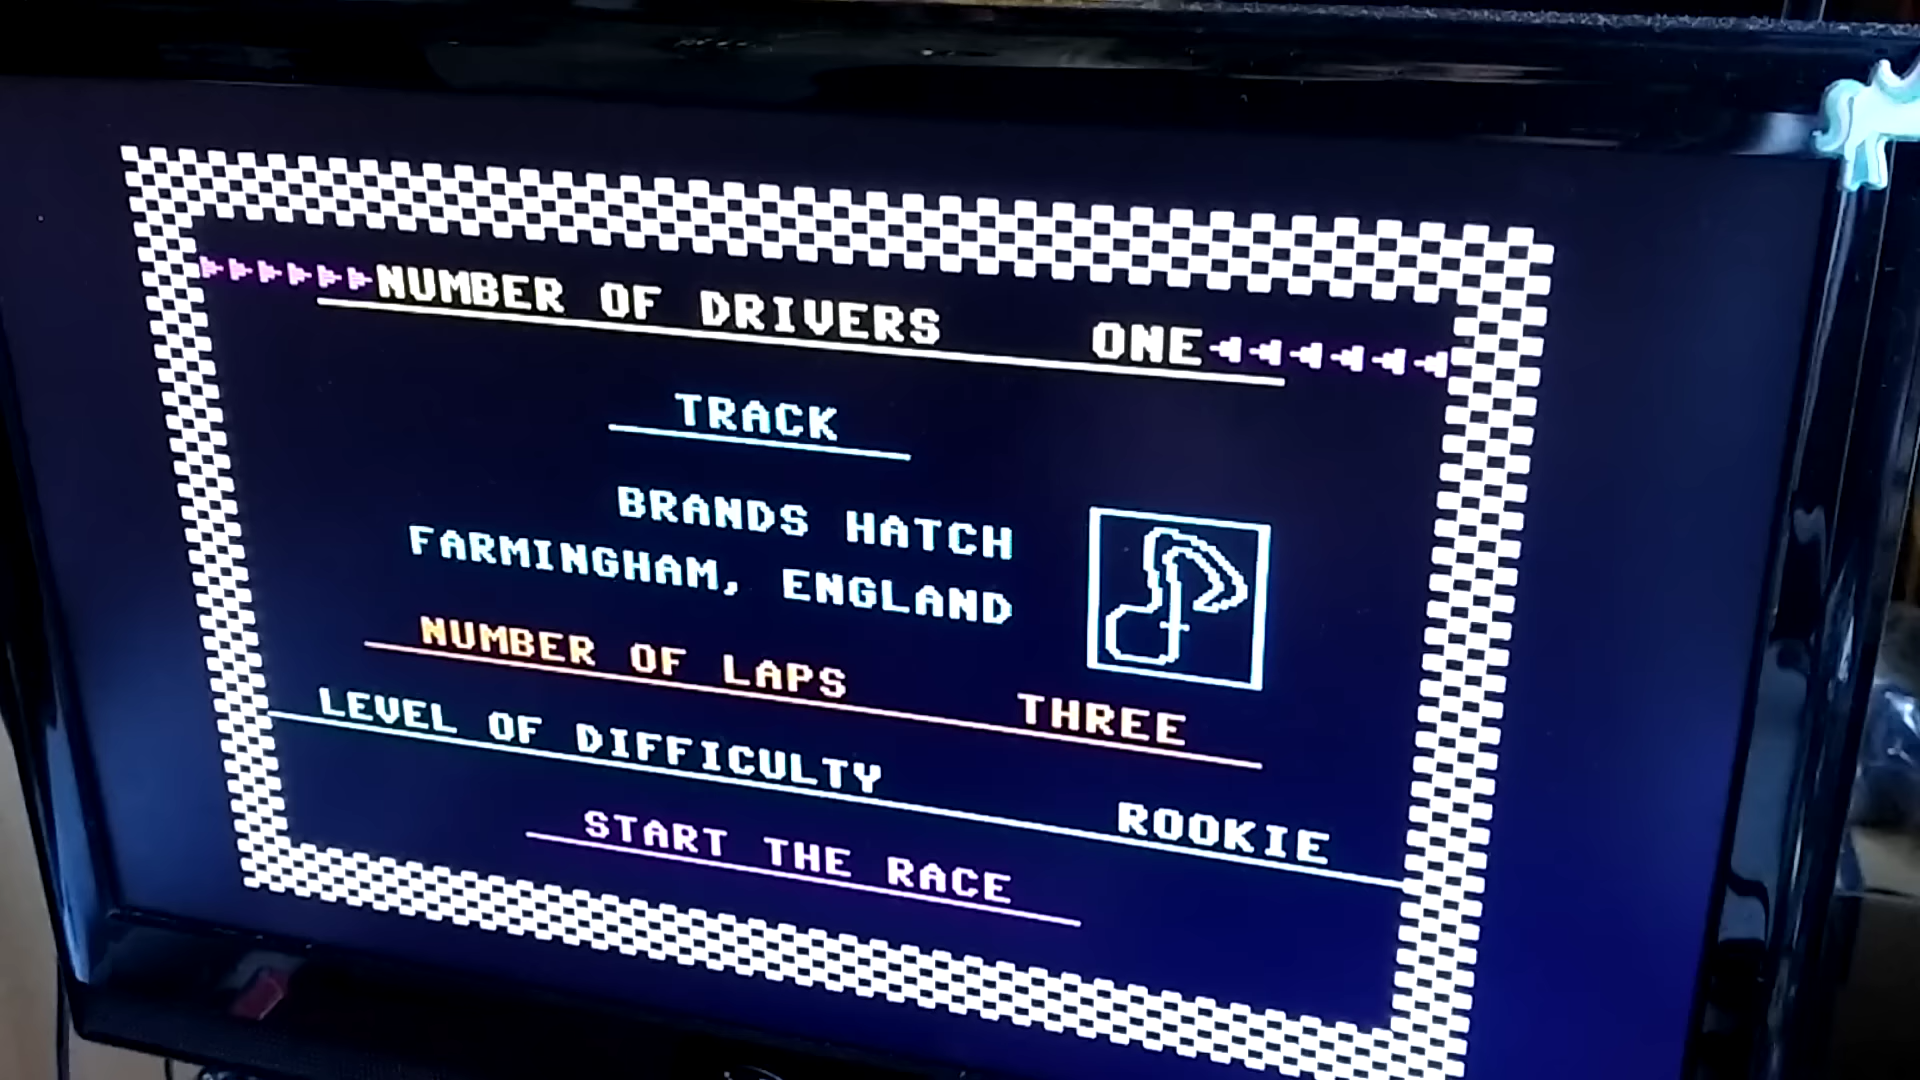 NUMBER OF DRIVERS ONE
TRACK
BRANDS HATCH
FARMINGHAM, ENGLAND
NUMBER OF LAPS THREE
LEVEL OF DIFFICULTY ROOKIE
START THE RACE